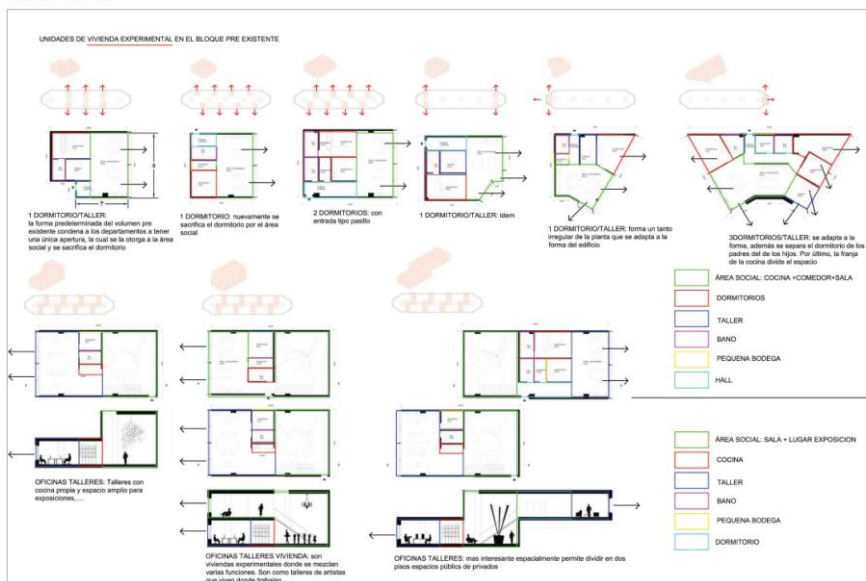 UNIDADES DE VIVIENDA EXPERIMENTAL EN EL BLOQUE PRE EXISTENTE
1 DORMITORIO/TALLER:
la forma predeterminada del volumen pre
existente condena a los departamentos a tener
una única apertura, la cual se la otorga a la área
social y se sacrifica el dormitorio
1 DORMITORIO: nuevamente se
sacrifica el dormitorio por el área
social
2 DORMITORIOS: con
entrada tipo pasillo
1 DORMITORIO/TALLER: idem
1 DORMITORIO/TALLER: forma un tanto
irregular de la planta que se adapta a la
forma del edificio
3DORMITORIOS/TALLER: se adapta a la
forma, además se separa el dormitorio de los
padres del de los hijos. Por último, la franja
de la cocina divide el espacio
ÁREA SOCIAL: COCINA +COMEDOR+SALA
DORMITORIOS
TALLER
BANO
PEQUENA BODEGA
HALL
OFICINAS TALLERES: Talleres con
cocina propia y espacio amplio para
exposiciones,...
OFICINAS TALLERES VIVIENDA: son
viviendas experimentales donde se mezclan
varias funciones. Son como talleres de artistas
que viven donde trabajan
OFICINAS TALLERES: mas interesante espacialmente permite dividir en dos
pisos espacios públic de privados
ÁREA SOCIAL: SALA + LUGAR EXPOSICION
COCINA
TALLER
BANO
PEQUENA BODEGA
DORMITORIO